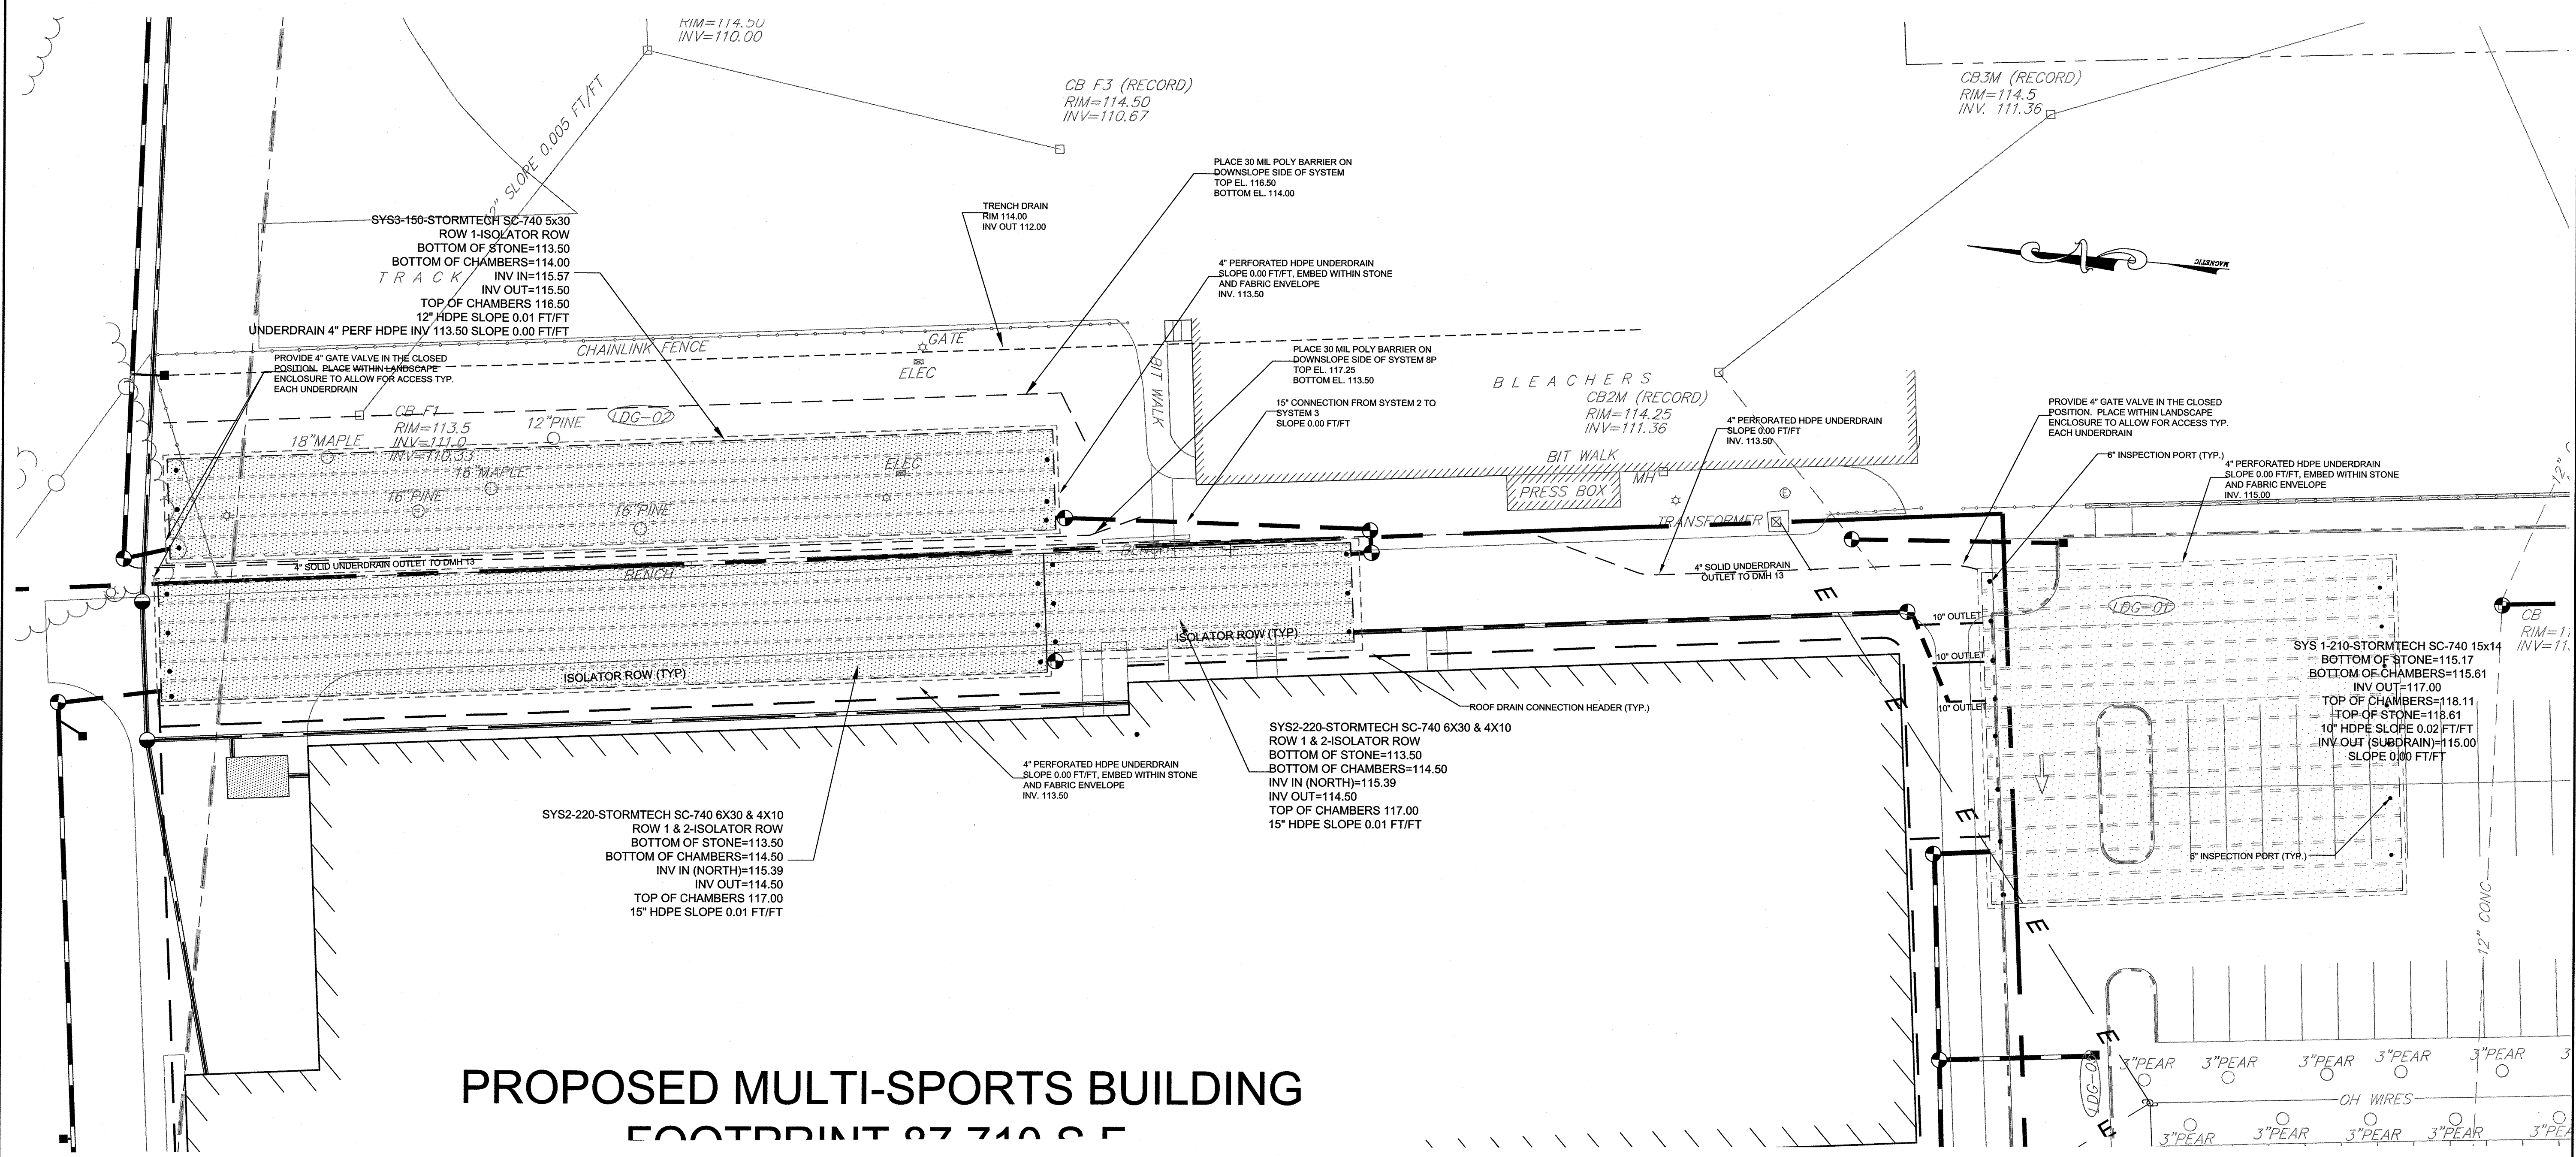 RIM=114.50
INV=110.00
CB F3 (RECORD)
RIM=114.50
INV=110.67
CB3M (RECORD)
RIM=114.5
INV. 111.36
2" SLOPE 0.005 FT/FT
PLACE 30 MIL POLY BARRIER ON
DOWNSLOPE SIDE OF SYSTEM
TOP EL. 116.50
BOTTOM EL. 114.00
TRENCH DRAIN
RIM 114.00
INV OUT 112.00
SYS3-150-STORMTECH SC-740 5x30
ROW 1-ISOLATOR ROW
BOTTOM OF STONE=113.50
BOTTOM OF CHAMBERS=114.00
INV IN=115.57
INV OUT=115.50
TOP OF CHAMBERS 116.50
12" HDPE SLOPE 0.01 FT/FT
UNDERDRAIN 4" PERF HDPE INV 113.50 SLOPE 0.00 FT/FT
TRACK
4" PERFORATED HDPE UNDERDRAIN
SLOPE 0.00 FT/FT, EMBED WITHIN STONE
AND FABRIC ENVELOPE
INV. 113.50
MAGNETIC
PROVIDE 4" GATE VALVE IN THE CLOSED
POSITION. PLACE WITHIN LANDSCAPE
ENCLOSURE TO ALLOW FOR ACCESS TYP.
EACH UNDERDRAIN
CHAINLINK FENCE
GATE
ELEC
BIT WALK
PLACE 30 MIL POLY BARRIER ON
DOWNSLOPE SIDE OF SYSTEM 8P
TOP EL. 117.25
BOTTOM EL. 113.50
15" CONNECTION FROM SYSTEM 2 TO
SYSTEM 3
SLOPE 0.00 FT/FT
BLEACHERS
CB2M (RECORD)
RIM=114.25
INV=111.36
4" PERFORATED HDPE UNDERDRAIN
SLOPE 0.00 FT/FT
INV. 113.50
PROVIDE 4" GATE VALVE IN THE CLOSED
POSITION. PLACE WITHIN LANDSCAPE
ENCLOSURE TO ALLOW FOR ACCESS TYP.
EACH UNDERDRAIN
6" INSPECTION PORT (TYP.)
4" PERFORATED HDPE UNDERDRAIN
SLOPE 0.00 FT/FT, EMBED WITHIN STONE
AND FABRIC ENVELOPE
INV. 115.00
CB F1
RIM=113.5
INV=111.0
INV=110.33
18"MAPLE
12"PINE
LDG-02
16"MAPLE
16"PINE
16"PINE
ELEC
BIT WALK
PRESS BOX
MH
E
TRANSFORMER
12"
4" SOLID UNDERDRAIN OUTLET TO DMH 13
BENCH
4" SOLID UNDERDRAIN
OUTLET TO DMH 13
E
10" OUTLET
10" OUTLET
10" OUTLET
LDG-01
CB
RIM=11
INV=11.
SYS 1-210-STORMTECH SC-740 15x14
BOTTOM OF STONE=115.17
BOTTOM OF CHAMBERS=115.61
INV OUT=117.00
TOP OF CHAMBERS=118.11
TOP OF STONE=118.61
10" HDPE SLOPE 0.02 FT/FT
INV OUT (SUBDRAIN)=115.00
SLOPE 0.00 FT/FT
ISOLATOR ROW (TYP)
ISOLATOR ROW (TYP)
E
ROOF DRAIN CONNECTION HEADER (TYP.)
SYS2-220-STORMTECH SC-740 6X30 & 4X10
ROW 1 & 2-ISOLATOR ROW
BOTTOM OF STONE=113.50
BOTTOM OF CHAMBERS=114.50
INV IN (NORTH)=115.39
INV OUT=114.50
TOP OF CHAMBERS 117.00
15" HDPE SLOPE 0.01 FT/FT
4" PERFORATED HDPE UNDERDRAIN
SLOPE 0.00 FT/FT, EMBED WITHIN STONE
AND FABRIC ENVELOPE
INV. 113.50
SYS2-220-STORMTECH SC-740 6X30 & 4X10
ROW 1 & 2-ISOLATOR ROW
BOTTOM OF STONE=113.50
BOTTOM OF CHAMBERS=114.50
INV IN (NORTH)=115.39
INV OUT=114.50
TOP OF CHAMBERS 117.00
15" HDPE SLOPE 0.01 FT/FT
E
6" INSPECTION PORT (TYP.)
E
12" CONC
E
PROPOSED MULTI-SPORTS BUILDING
FOOTPRINT 87,710 S.F.
3"PEAR
3"PEAR
3"PEAR
3"PEAR
3"PEAR
3
OH WIRES
E
3"PEAR
3"PEAR
3"PEAR
3"PEAR
3"PEA